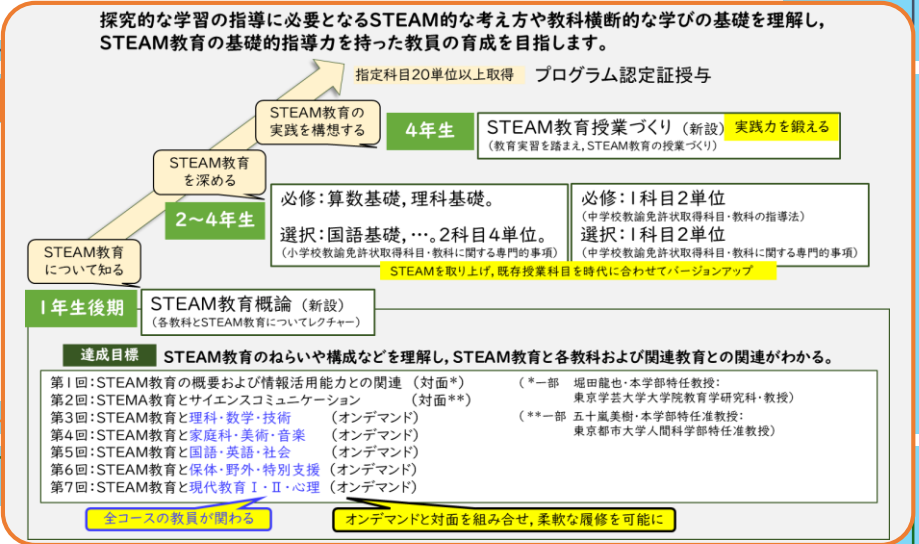 探究的な学習の指導に必要となるSTEAM的な考え方や教科横断的な学びの基礎を理解し,
STEAM教育の基礎的指導力を持った教員の育成を目指します。
指定科目20単位以上取得 プログラム認定証授与
STEAM教育の
実践を構想する
4年生
STEAM教育授業づくり (新設) 実践力を鍛える
(教育実習を踏まえ,STEAM教育の授業づくり)
STEAM教育
を深める
2~4年生
必修:算数基礎,理科基礎。
選択:国語基礎,…。2科目4単位。
(小学校教諭免許状取得科目・教科に関する専門的事項)
必修:1科目2単位
(中学校教諭免許状取得科目・教科の指導法)
選択:1科目2単位
(中学校教諭免許状取得科目・教科に関する専門的事項)
STEAMを取り上げ,既存授業科目を時代に合わせてバージョンアップ
STEAM教育
について知る
1年生後期
STEAM教育概論 (新設)
(各教科とSTEAM教育についてレクチャー)
達成目標 STEAM教育のねらいや構成などを理解し,STEAM教育と各教科および関連教育との関連がわかる。
第1回:STEAM教育の概要および情報活用能力との関連 (対面*)
第2回:STEMA教育とサイエンスコミュニケーション (対面**)
第3回:STEAM教育と理科・数学・技術 (オンデマンド)
第4回:STEAM教育と家庭科・美術・音楽 (オンデマンド)
第5回:STEAM教育と国語・英語・社会 (オンデマンド)
第6回:STEAM教育と保体・野外・特別支援 (オンデマンド)
第7回:STEAM教育と現代教育Ⅰ・Ⅱ・心理 (オンデマンド)
(*一部 堀田龍也・本学部特任教授:
東京学芸大学大学院教育学研究科・教授)
(**一部 五十嵐美樹・本学部特任准教授:
東京都市大学人間科学部特任准教授)
全コースの教員が関わる
オンデマンドと対面を組み合せ,柔軟な履修を可能に